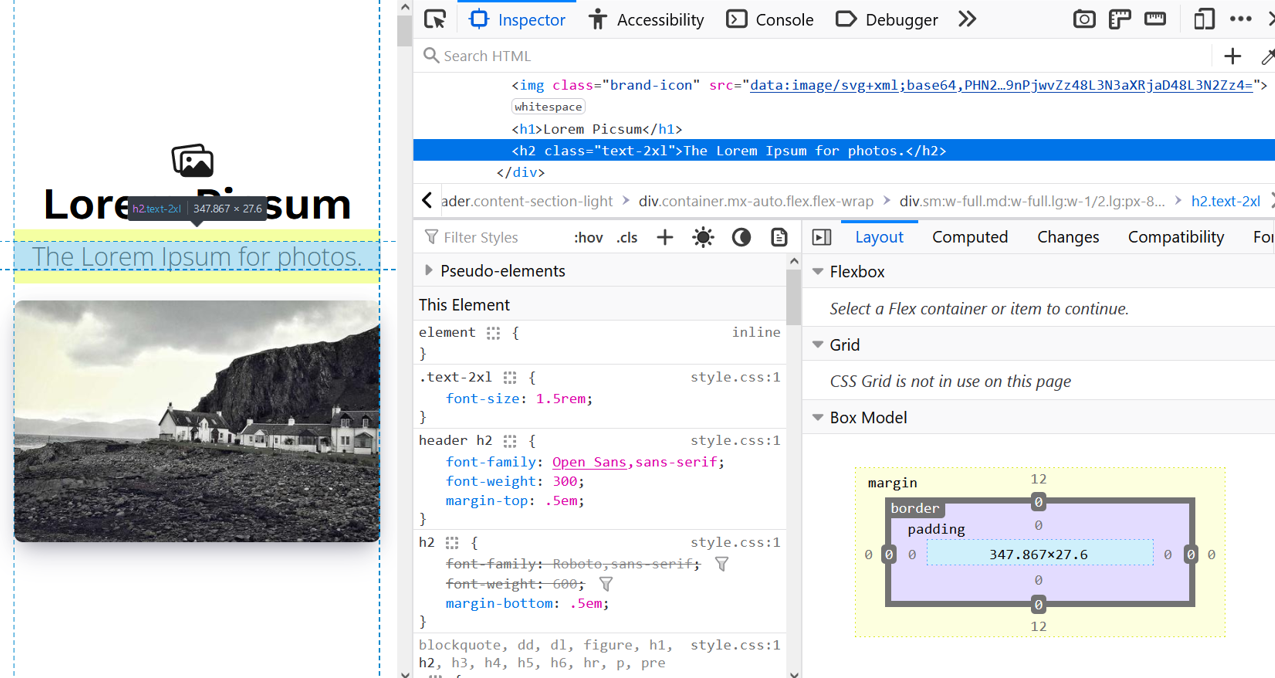 Lorem Picsum
h2.text-2xl 347.867 × 27.6
The Lorem Ipsum for photos.
Inspector Accessibility Console Debugger
Search HTML
<img class="brand-icon" src="data:image/svg+xml;base64,PHN2…9nPjwvZz48L3N3aXRjaD48L3N2Zz4=">
whitespace
<h1>Lorem Picsum</h1>
<h2 class="text-2xl">The Lorem Ipsum for photos.</h2>
</div>
ader.content-section-light div.container.mx-auto.flex.flex-wrap div.sm:w-full.md:w-full.lg:w-1/2.lg:px-8… h2.text-2xl
Filter Styles :hov .cls
Pseudo-elements
This Element
element { inline
}
.text-2xl { style.css:1
font-size: 1.5rem;
}
header h2 { style.css:1
font-family: Open Sans,sans-serif;
font-weight: 300;
margin-top: .5em;
}
h2 { style.css:1
font-family: Roboto,sans-serif;
font-weight: 600;
margin-bottom: .5em;
}
blockquote, dd, dl, figure, h1, style.css:1
h2, h3, h4, h5, h6, hr, p, pre
{
Layout Computed Changes Compatibility Fo
Flexbox
Select a Flex container or item to continue.
Grid
CSS Grid is not in use on this page
Box Model
margin 12
border 0
padding 0
0 0 0 347.867×27.6 0 0 0
0
0
12